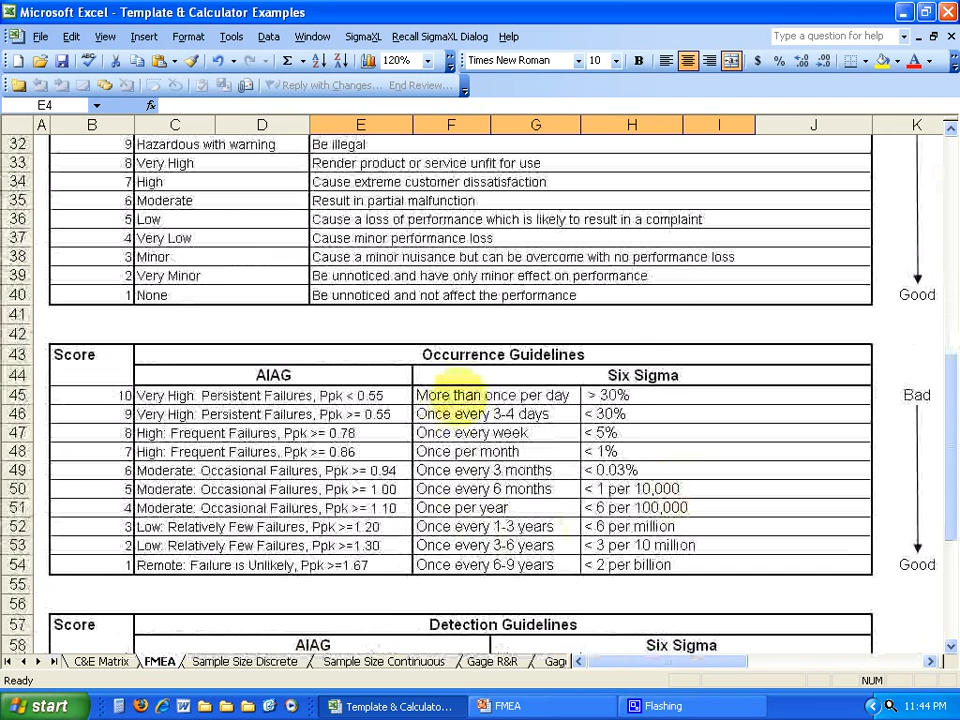 Microsoft Excel - Template & Calculator Examples
File Edit View Insert Format Tools Data Window SigmaXL Recall SigmaXL Dialog Help Type a question for help
120% Times New Roman 10 B $ % A
Reply with Changes... End Review...
E4 fx
A B C D E F G H I J K
32 9 Hazardous with warning Be illegal
33 8 Very High Render product or service unfit for use
34 7 High Cause extreme customer dissatisfaction
35 6 Moderate Result in partial malfunction
36 5 Low Cause a loss of performance which is likely to result in a complaint
37 4 Very Low Cause minor performance loss
38 3 Minor Cause a minor nuisance but can be overcome with no performance loss
39 2 Very Minor Be unnoticed and have only minor effect on performance
40 1 None Be unnoticed and not affect the performance Good
41
42
43 Score Occurrence Guidelines
44 AIAG Six Sigma
45 10 Very High: Persistent Failures, Ppk < 0.55 More than once per day > 30% Bad
46 9 Very High: Persistent Failures, Ppk >= 0.55 Once every 3-4 days < 30%
47 8 High: Frequent Failures, Ppk >= 0.78 Once every week < 5%
48 7 High: Frequent Failures, Ppk >= 0.86 Once per month < 1%
49 6 Moderate: Occasional Failures, Ppk >= 0.94 Once every 3 months < 0.03%
50 5 Moderate: Occasional Failures, Ppk >= 1.00 Once every 6 months < 1 per 10,000
51 4 Moderate: Occasional Failures, Ppk >= 1.10 Once per year < 6 per 100,000
52 3 Low: Relatively Few Failures, Ppk >=1.20 Once every 1-3 years < 6 per million
53 2 Low: Relatively Few Failures, Ppk >=1.30 Once every 3-6 years < 3 per 10 million
54 1 Remote: Failure is Unlikely, Ppk >=1.67 Once every 6-9 years < 2 per billion Good
55
56
57 Score Detection Guidelines
58 AIAG Six Sigma
C&E Matrix FMEA Sample Size Discrete Sample Size Continuous Gage R&R Gag
Ready NUM
start Template & Calculato... FMEA Flashing 11:44 PM